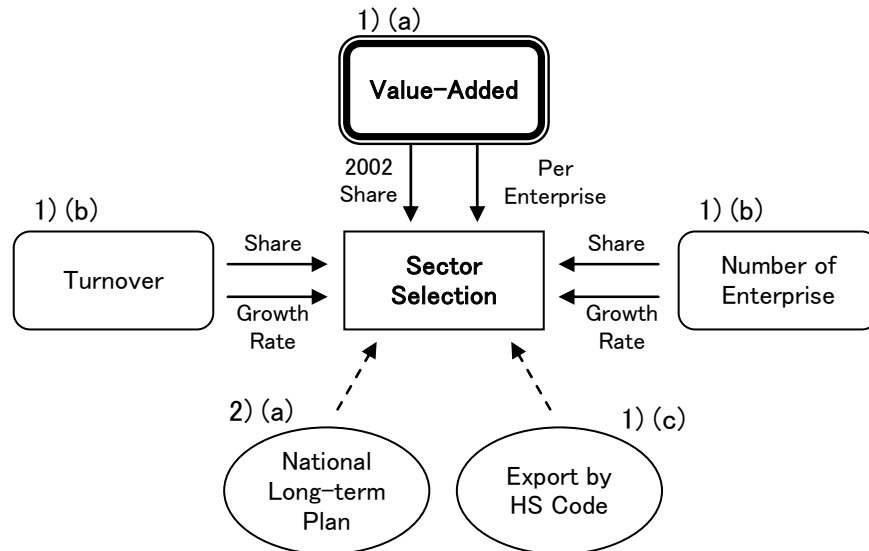 1) (a)
Value-Added
2002
Share
Per
Enterprise
1) (b)
Turnover
Share
Growth
Rate
Sector
Selection
1) (b)
Share
Growth
Rate
Number of
Enterprise
2) (a)
National
Long-term
Plan
1) (c)
Export by
HS Code